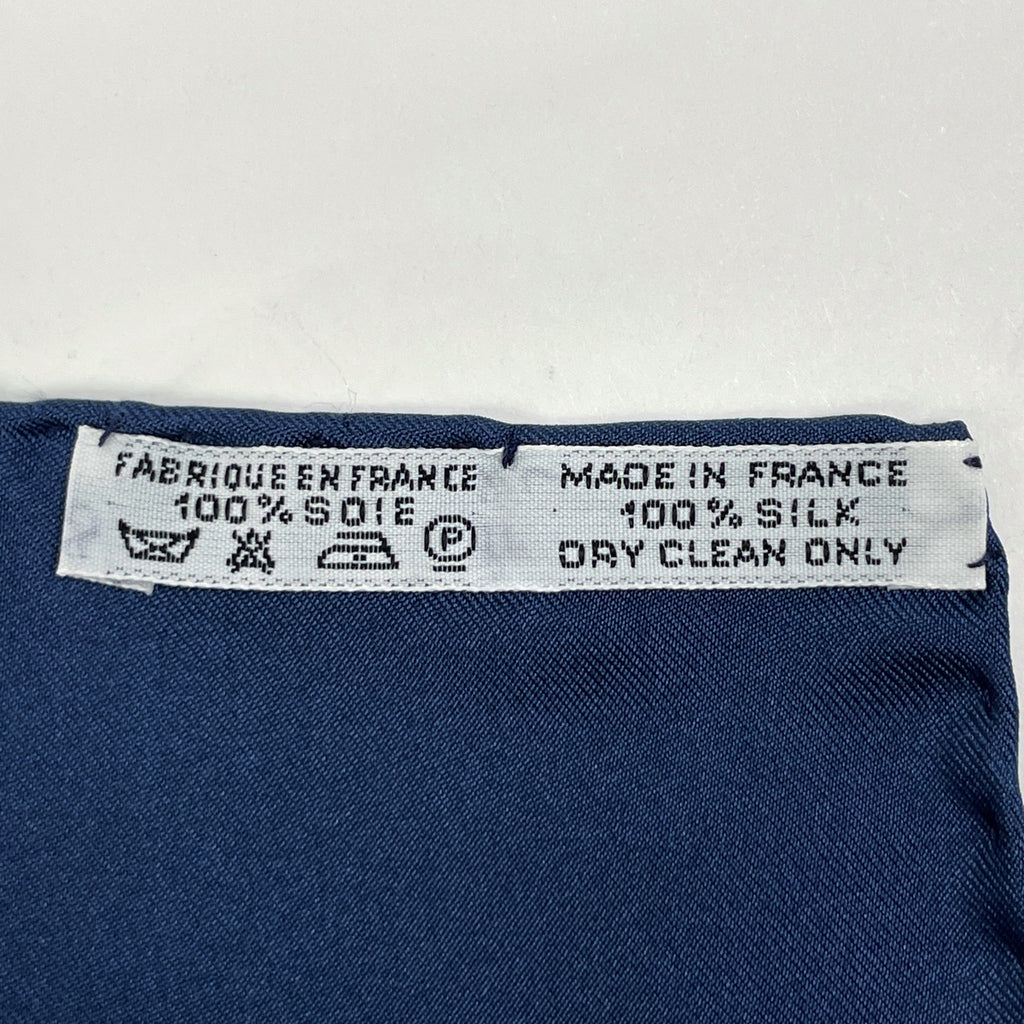 FABRIQUE EN FRANCE
100% SOIE
P
MADE IN FRANCE
100% SILK
DRY CLEAN ONLY